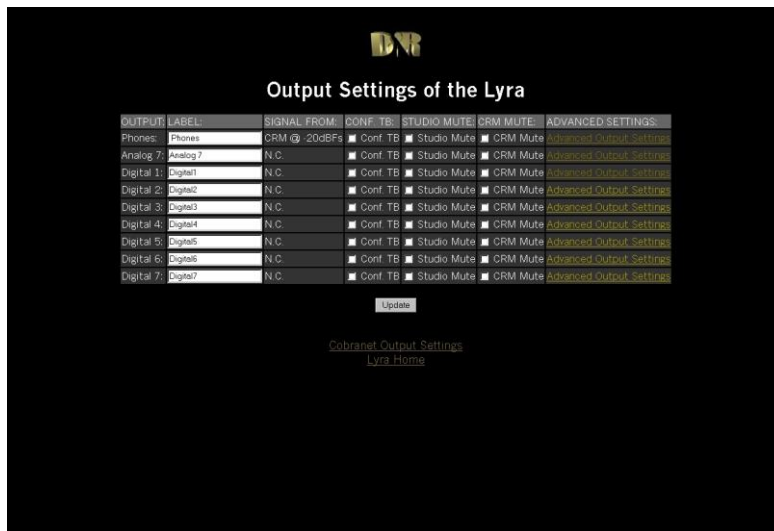 D&R
Output Settings of the Lyra
OUTPUT: LABEL: SIGNAL FROM: CONF. TB: STUDIO MUTE: CRM MUTE: ADVANCED SETTINGS:
Phones: Phones CRM @ -20dBFs Conf. TB Studio Mute CRM Mute Advanced Output Settings
Analog 7: Analog 7 N.C. Conf. TB Studio Mute CRM Mute Advanced Output Settings
Digital 1: Digital1 N.C. Conf. TB Studio Mute CRM Mute Advanced Output Settings
Digital 2: Digital2 N.C. Conf. TB Studio Mute CRM Mute Advanced Output Settings
Digital 3: Digital3 N.C. Conf. TB Studio Mute CRM Mute Advanced Output Settings
Digital 4: Digital4 N.C. Conf. TB Studio Mute CRM Mute Advanced Output Settings
Digital 5: Digital5 N.C. Conf. TB Studio Mute CRM Mute Advanced Output Settings
Digital 6: Digital6 N.C. Conf. TB Studio Mute CRM Mute Advanced Output Settings
Digital 7: Digital7 N.C. Conf. TB Studio Mute CRM Mute Advanced Output Settings
Update
Cobranet Output Settings
Lyra Home